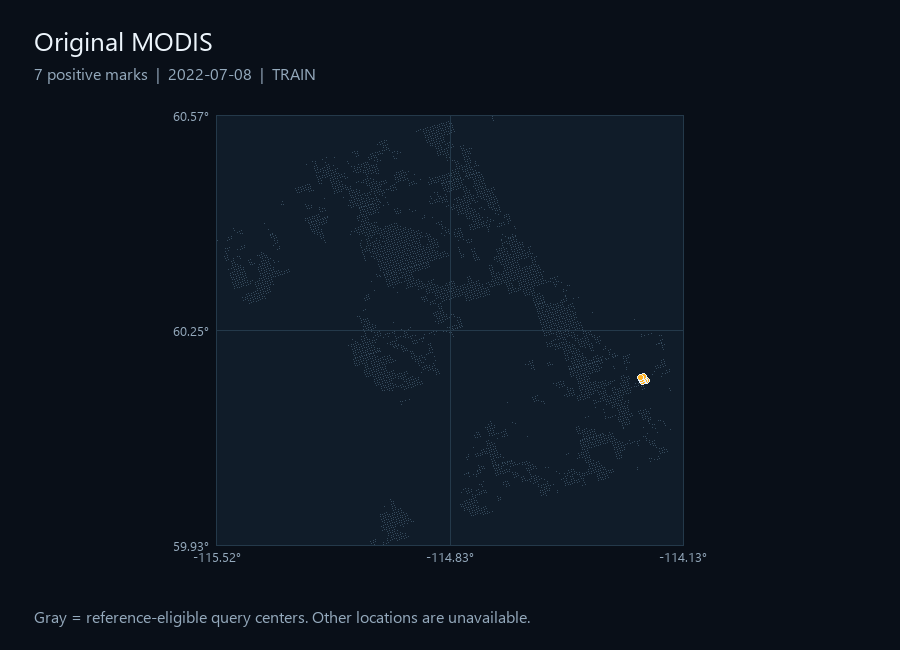 Original MODIS
7 positive marks | 2022-07-08 | TRAIN
60.57°
60.25°
59.93°
-115.52°
-114.83°
-114.13°
Gray = reference-eligible query centers. Other locations are unavailable.